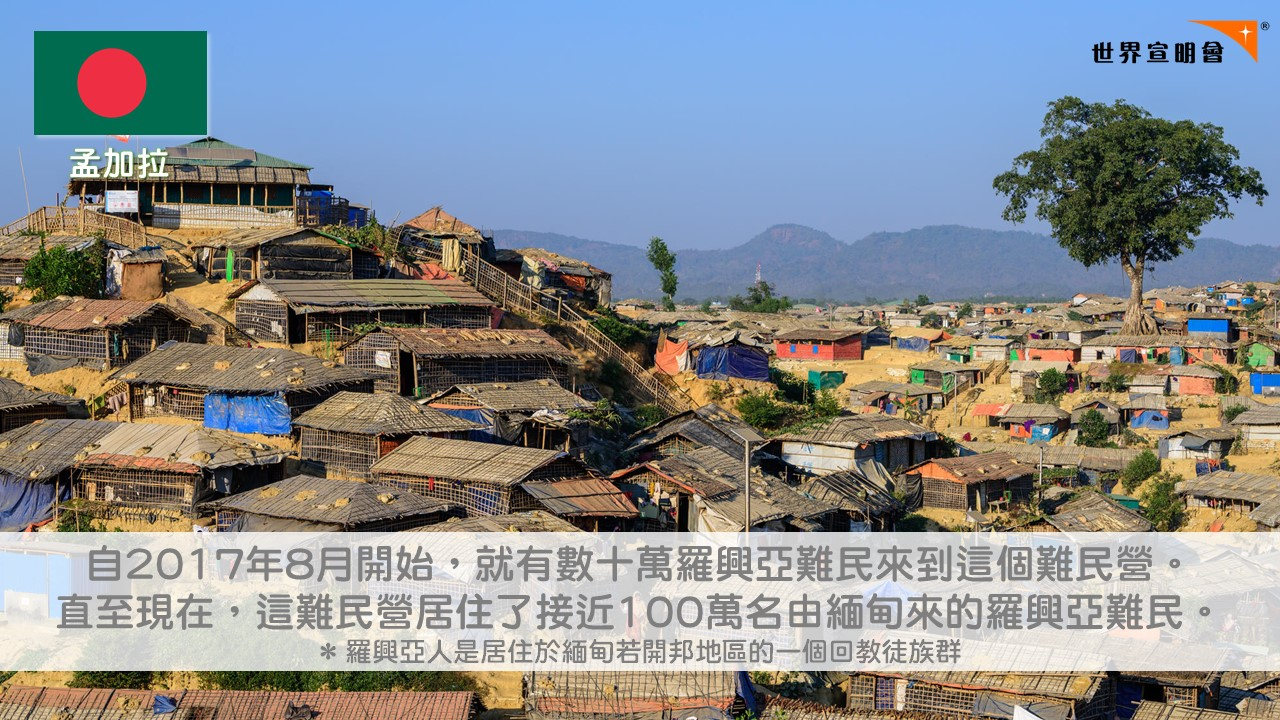 世界宣明會®
孟加拉
自2017年8月開始，就有數十萬羅興亞難民來到這個難民營。
直至現在，這難民營居住了接近100萬名由緬甸來的羅興亞難民。
＊羅興亞人是居住於緬甸若開邦地區的一個回教徒族群